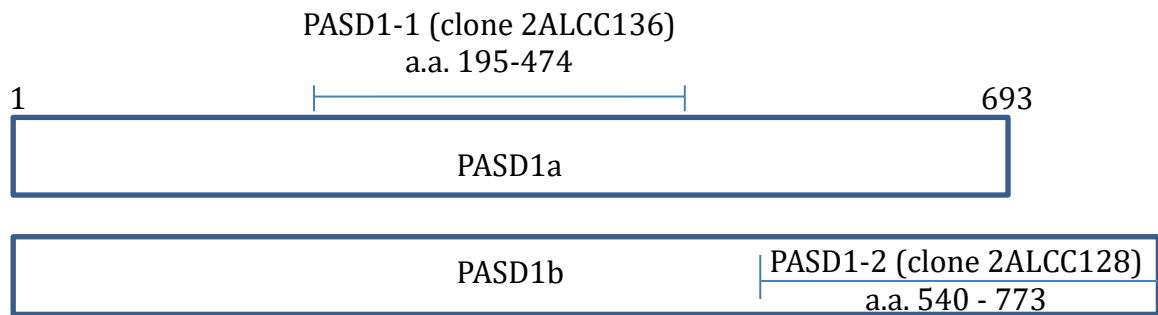 PASD1-1 (clone 2ALCC136)
a.a. 195-474
1
693
PASD1a
PASD1b
PASD1-2 (clone 2ALCC128)
a.a. 540 - 773